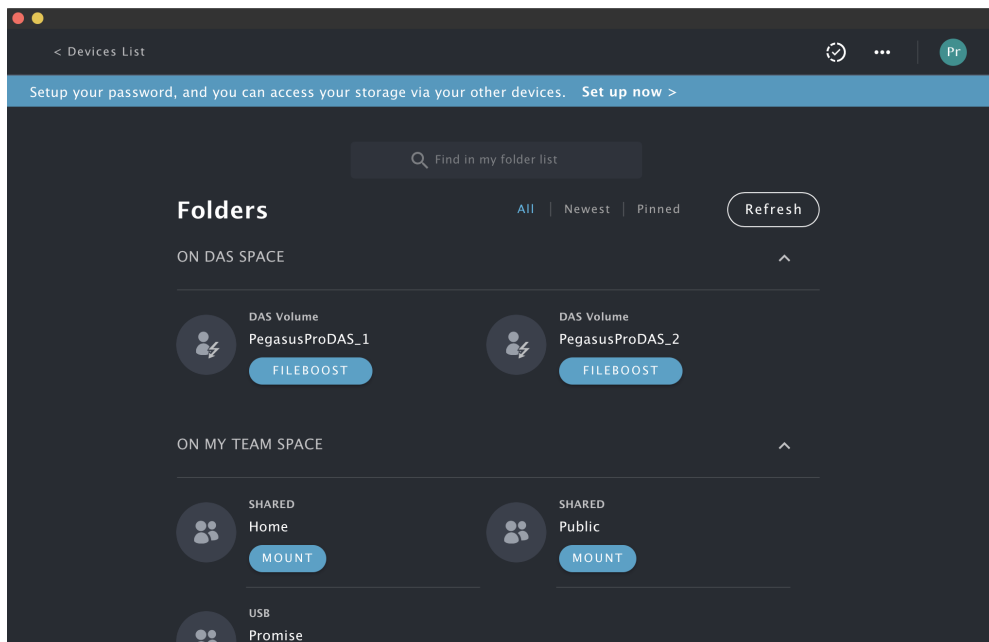 < Devices List
Pr
Setup your password, and you can access your storage via your other devices. Set up now >
Find in my folder list
Folders
All | Newest | Pinned
Refresh
ON DAS SPACE
DAS Volume
PegasusProDAS_1
FILEBOOST
DAS Volume
PegasusProDAS_2
FILEBOOST
ON MY TEAM SPACE
SHARED
Home
MOUNT
SHARED
Public
MOUNT
USB
Promise